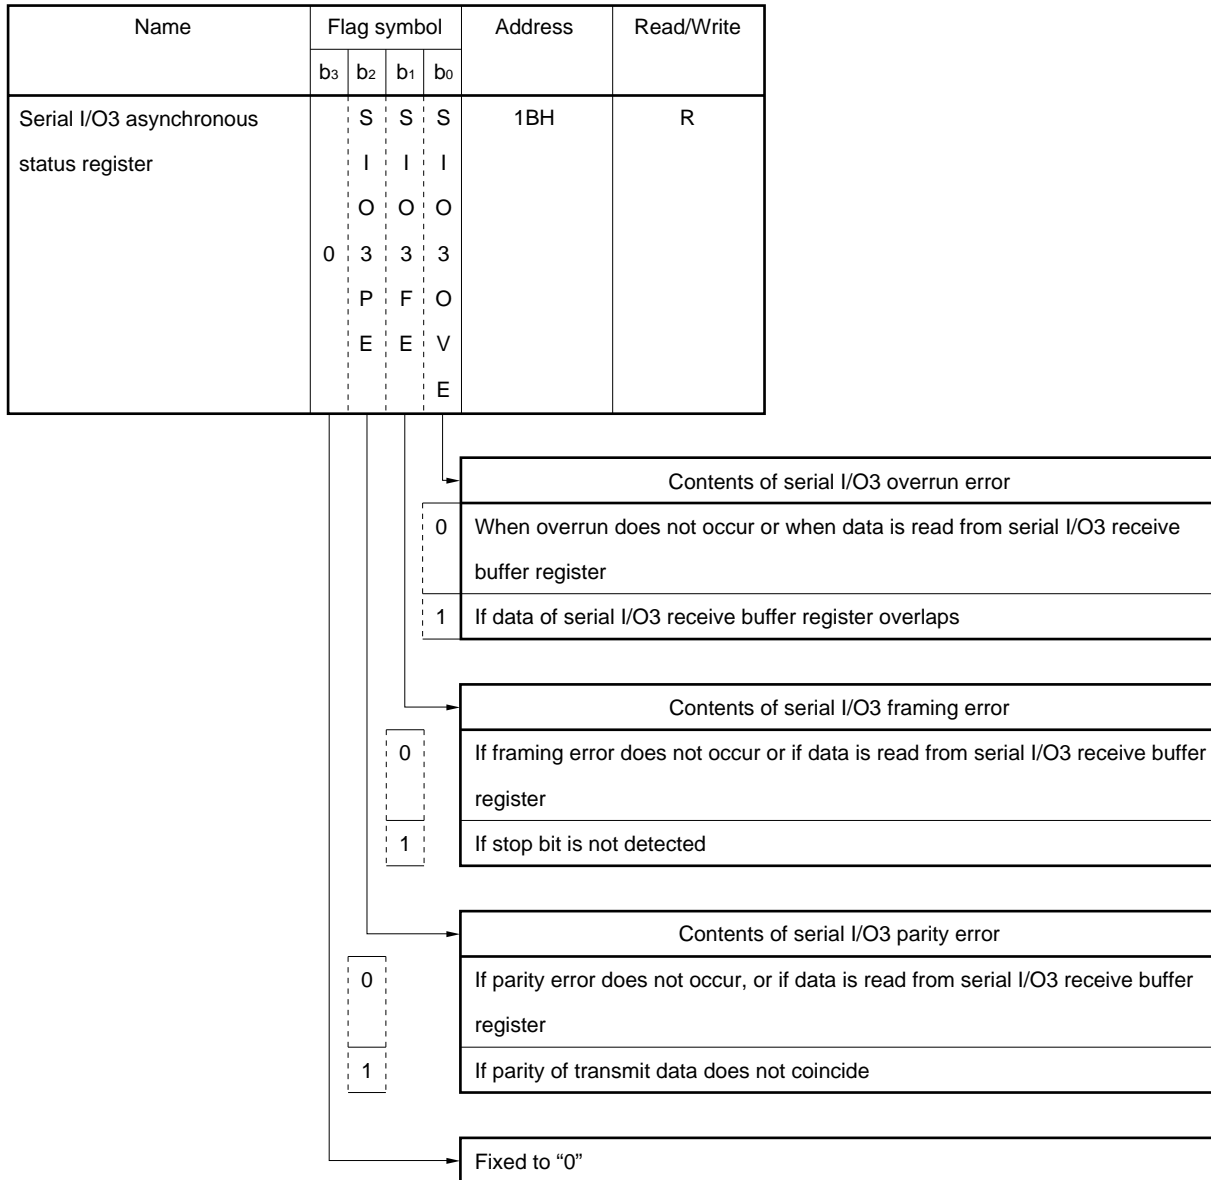 Name Flag symbol Address Read/Write
b3 b2 b1 b0
Serial I/O3 asynchronous S S S 1BH R
status register I I I
O O O
0 3 3 3
P F O
E E V
E
Contents of serial I/O3 overrun error
0 When overrun does not occur or when data is read from serial I/O3 receive
buffer register
1 If data of serial I/O3 receive buffer register overlaps
Contents of serial I/O3 framing error
0 If framing error does not occur or if data is read from serial I/O3 receive buffer
register
1 If stop bit is not detected
Contents of serial I/O3 parity error
0 If parity error does not occur, or if data is read from serial I/O3 receive buffer
register
1 If parity of transmit data does not coincide
Fixed to “0”